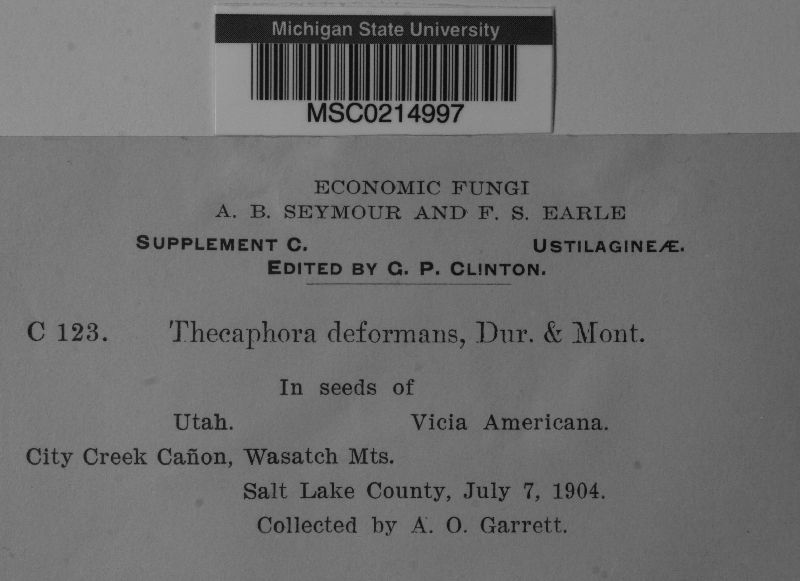 Michigan State University
MSC0214997
ECONOMIC FUNGI
A. B. SEYMOUR AND F. S. EARLE
SUPPLEMENT C. USTILAGINEÆ.
EDITED BY G. P. CLINTON.
C 123. Thecaphora deformans, Dur. & Mont.
In seeds of
Utah. Vicia Americana.
City Creek Cañon, Wasatch Mts.
Salt Lake County, July 7, 1904.
Collected by A. O. Garrett.